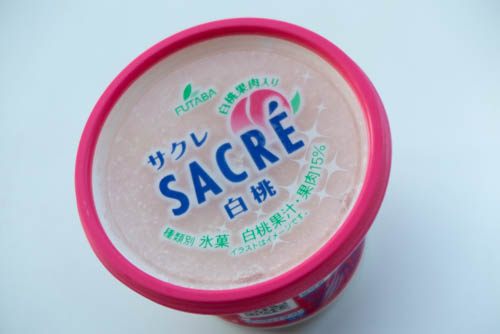 FUTABA
白桃果肉入り
サクレ
SACRÉ
白桃
種類別 氷菓 白桃果汁・果肉15%
イラストはイメージです。